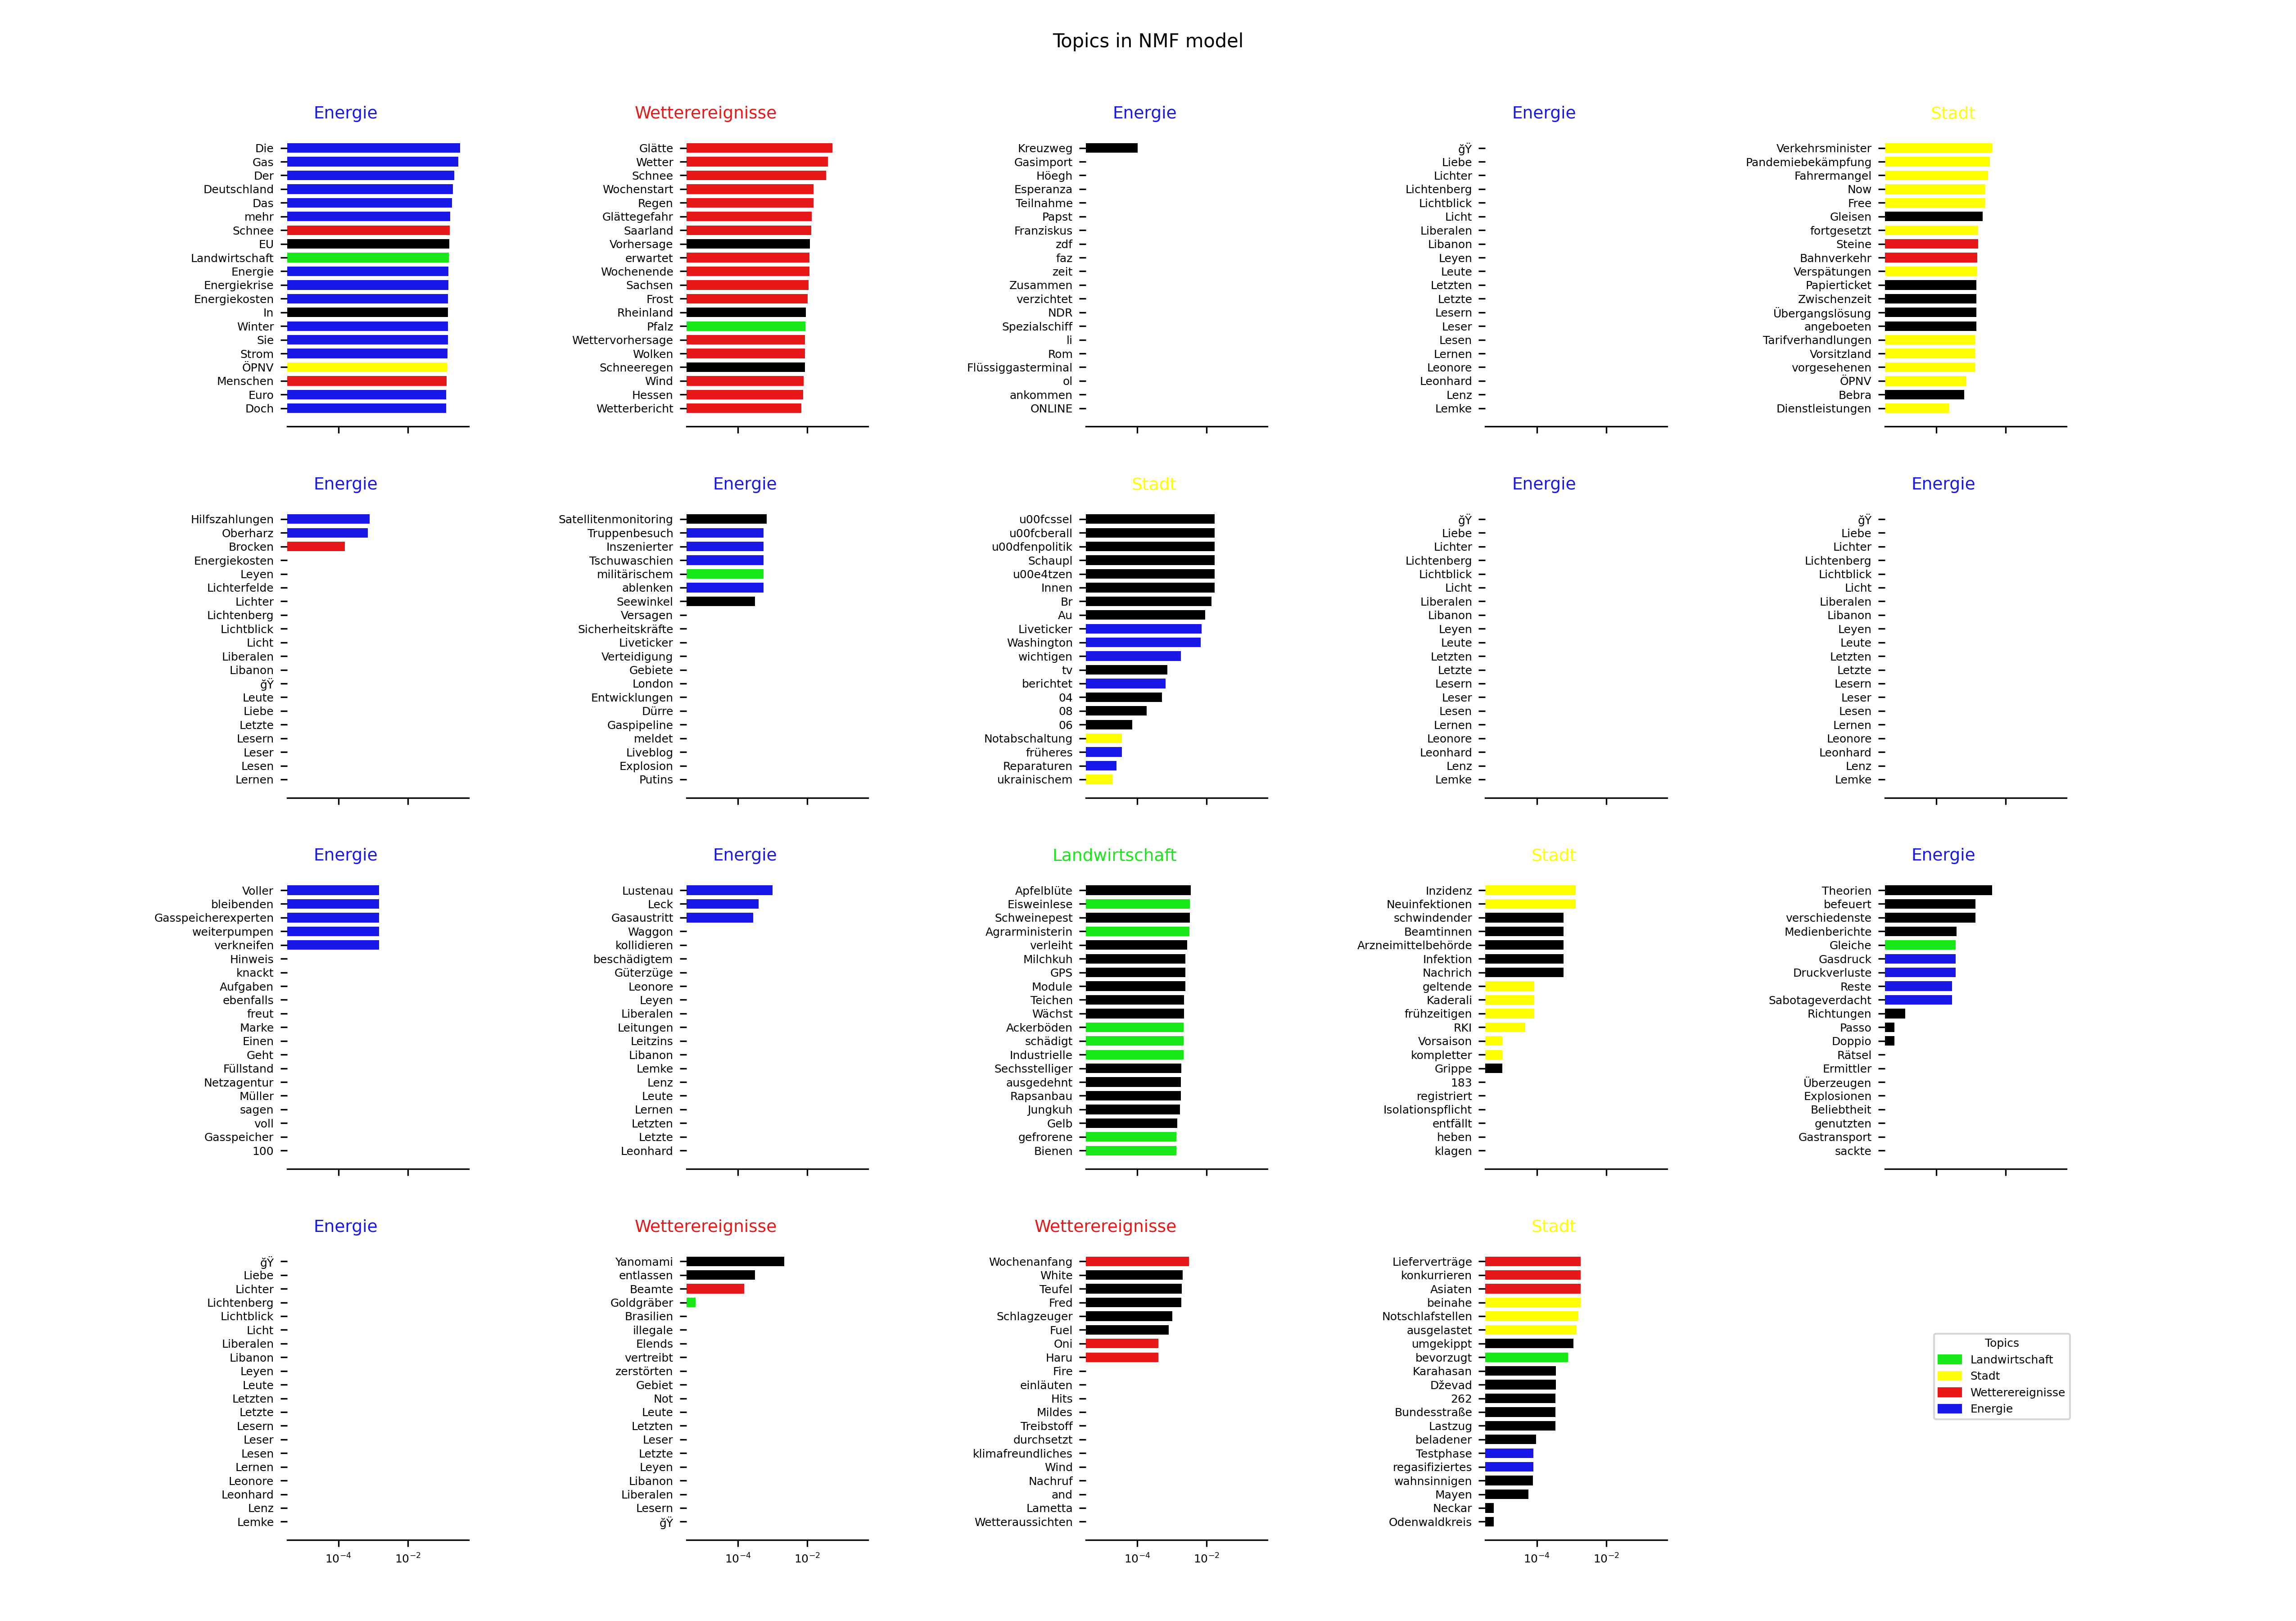 Topics in NMF model
Energie
Die
Gas
Der
Deutschland
Das
mehr
Schnee
EU
Landwirtschaft
Energie
Energiekrise
Energiekosten
In
Winter
Sie
Strom
ÖPNV
Menschen
Euro
Doch
Wetterereignisse
Glätte
Wetter
Schnee
Wochenstart
Regen
Glättegefahr
Saarland
Vorhersage
erwartet
Wochenende
Sachsen
Frost
Rheinland
Pfalz
Wettervorhersage
Wolken
Schneeregen
Wind
Hessen
Wetterbericht
Energie
Kreuzweg
Gasimport
Höegh
Esperanza
Teilnahme
Papst
Franziskus
zdf
faz
zeit
Zusammen
verzichtet
NDR
Spezialschiff
li
Rom
Flüssiggasterminal
ol
ankommen
ONLINE
Energie
ğŸ
Liebe
Lichter
Lichtenberg
Lichtblick
Licht
Liberalen
Libanon
Leyen
Leute
Letzten
Letzte
Lesern
Leser
Lesen
Lernen
Leonore
Leonhard
Lenz
Lemke
Stadt
Verkehrsminister
Pandemiebekämpfung
Fahrermangel
Now
Free
Gleisen
fortgesetzt
Steine
Bahnverkehr
Verspätungen
Papierticket
Zwischenzeit
Übergangslösung
angeboeten
Tarifverhandlungen
Vorsitzland
vorgesehenen
ÖPNV
Bebra
Dienstleistungen
Energie
Hilfszahlungen
Oberharz
Brocken
Energiekosten
Leyen
Lichterfelde
Lichter
Lichtenberg
Lichtblick
Licht
Liberalen
Libanon
ğŸ
Leute
Liebe
Letzte
Lesern
Leser
Lesen
Lernen
Energie
Satellitenmonitoring
Truppenbesuch
Inszenierter
Tschuwaschien
militärischem
ablenken
Seewinkel
Versagen
Sicherheitskräfte
Liveticker
Verteidigung
Gebiete
London
Entwicklungen
Dürre
Gaspipeline
meldet
Liveblog
Explosion
Putins
Stadt
u00fcssel
u00fcberall
u00dfenpolitik
Schaupl
u00e4tzen
Innen
Br
Au
Liveticker
Washington
wichtigen
tv
berichtet
04
08
06
Notabschaltung
früheres
Reparaturen
ukrainischem
Energie
ğŸ
Liebe
Lichter
Lichtenberg
Lichtblick
Licht
Liberalen
Libanon
Leyen
Leute
Letzten
Letzte
Lesern
Leser
Lesen
Lernen
Leonore
Leonhard
Lenz
Lemke
Energie
ğŸ
Liebe
Lichter
Lichtenberg
Lichtblick
Licht
Liberalen
Libanon
Leyen
Leute
Letzten
Letzte
Lesern
Leser
Lesen
Lernen
Leonore
Leonhard
Lenz
Lemke
Energie
Voller
bleibenden
Gasspeicherexperten
weiterpumpen
verkneifen
Hinweis
knackt
Aufgaben
ebenfalls
freut
Marke
Einen
Geht
Füllstand
Netzagentur
Müller
sagen
voll
Gasspeicher
100
Energie
Lustenau
Leck
Gasaustritt
Waggon
kollidieren
beschädigtem
Güterzüge
Leonore
Leyen
Liberalen
Leitungen
Leitzins
Libanon
Lemke
Lenz
Leute
Lernen
Letzten
Letzte
Leonhard
Landwirtschaft
Apfelblüte
Eisweinlese
Schweinepest
Agrarministerin
verleiht
Milchkuh
GPS
Module
Teichen
Wächst
Ackerböden
schädigt
Industrielle
Sechsstelliger
ausgedehnt
Rapsanbau
Jungkuh
Gelb
gefrorene
Bienen
Stadt
Inzidenz
Neuinfektionen
schwindender
Beamtinnen
Arzneimittelbehörde
Infektion
Nachrich
geltende
Kaderali
frühzeitigen
RKI
Vorsaison
kompletter
Grippe
183
registriert
Isolationspflicht
entfällt
heben
klagen
Energie
Theorien
befeuert
verschiedenste
Medienberichte
Gleiche
Gasdruck
Druckverluste
Reste
Sabotageverdacht
Richtungen
Passo
Doppio
Rätsel
Ermittler
Überzeugen
Explosionen
Beliebtheit
genutzten
Gastransport
sackte
Energie
ğŸ
Liebe
Lichter
Lichtenberg
Lichtblick
Licht
Liberalen
Libanon
Leyen
Leute
Letzten
Letzte
Lesern
Leser
Lesen
Lernen
Leonore
Leonhard
Lenz
Lemke
10⁻⁴ 10⁻²
Wetterereignisse
Yanomami
entlassen
Beamte
Goldgräber
Brasilien
illegale
Elends
vertreibt
zerstörten
Gebiet
Not
Leute
Letzten
Leser
Letzte
Leyen
Libanon
Liberalen
Lesern
ğŸ
10⁻⁴ 10⁻²
Wetterereignisse
Wochenanfang
White
Teufel
Fred
Schlagzeuger
Fuel
Oni
Haru
Fire
einläuten
Hits
Mildes
Treibstoff
durchsetzt
klimafreundliches
Wind
Nachruf
and
Lametta
Wetteraussichten
10⁻⁴ 10⁻²
Stadt
Lieferverträge
konkurrieren
Asiaten
beinahe
Notschlafstellen
ausgelastet
umgekippt
bevorzugt
Karahasan
Dževad
262
Bundesstraße
Lastzug
beladener
Testphase
regasifiziertes
wahnsinnigen
Mayen
Neckar
Odenwaldkreis
10⁻⁴ 10⁻²
Topics
Landwirtschaft
Stadt
Wetterereignisse
Energie